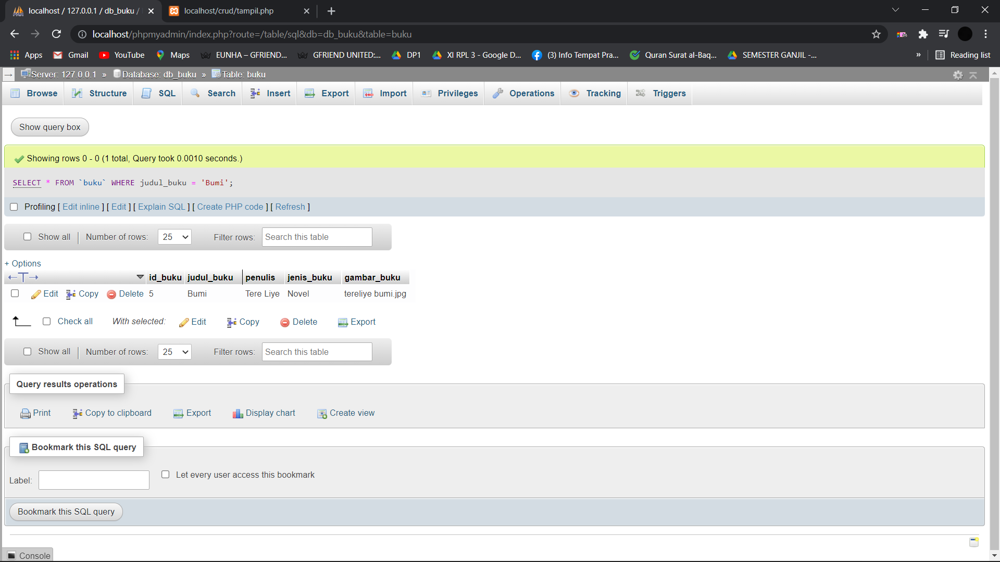 localhost / 127.0.0.1 / db_buku /
localhost/crud/tampil.php
localhost/phpmyadmin/index.php?route=/table/sql&db=db_buku&table=buku
Apps Gmail YouTube Maps EUNHA – GFRIEND... GFRIEND UNITED:... DP1 XI RPL 3 - Google D... (3) Info Tempat Pra... Quran Surat al-Baq... SEMESTER GANJIL -... » Reading list
Server: 127.0.0.1 » Database: db_buku » Table: buku
Browse Structure SQL Search Insert Export Import Privileges Operations Tracking Triggers
Show query box
Showing rows 0 - 0 (1 total, Query took 0.0010 seconds.)
SELECT * FROM `buku` WHERE judul_buku = 'Bumi';
Profiling [ Edit inline ] [ Edit ] [ Explain SQL ] [ Create PHP code ] [ Refresh ]
Show all Number of rows: 25 Filter rows: Search this table
+ Options
←T→ id_buku judul_buku penulis jenis_buku gambar_buku
Edit Copy Delete 5 Bumi Tere Liye Novel tereliye bumi.jpg
Check all With selected: Edit Copy Delete Export
Show all Number of rows: 25 Filter rows: Search this table
Query results operations
Print Copy to clipboard Export Display chart Create view
Bookmark this SQL query
Label: Let every user access this bookmark
Bookmark this SQL query
Console